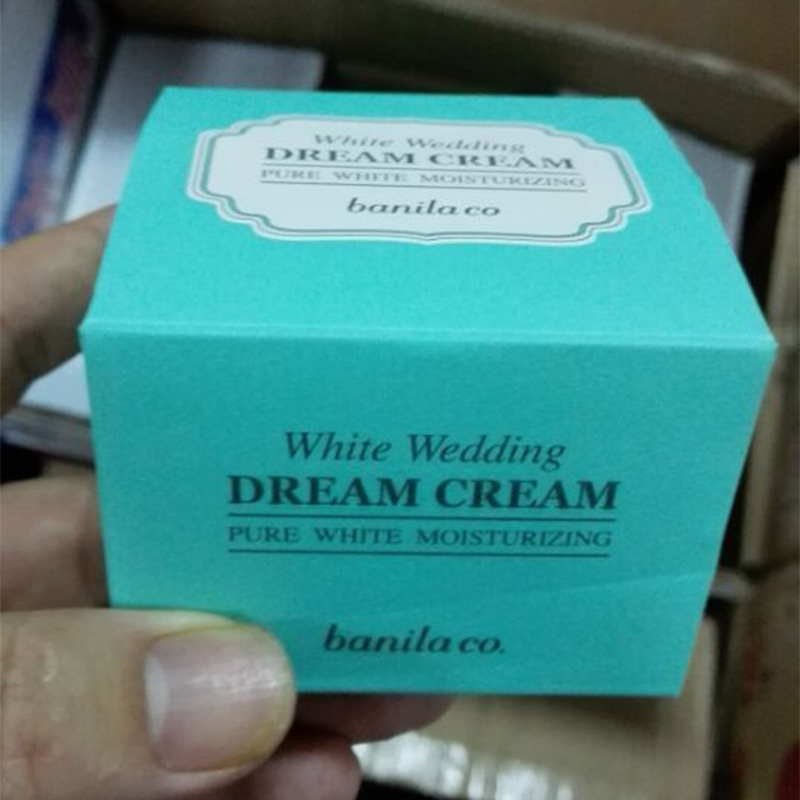 White Wedding
DREAM CREAM
PURE WHITE MOISTURIZING
banila co
White Wedding
DREAM CREAM
PURE WHITE MOISTURIZING
banila co.